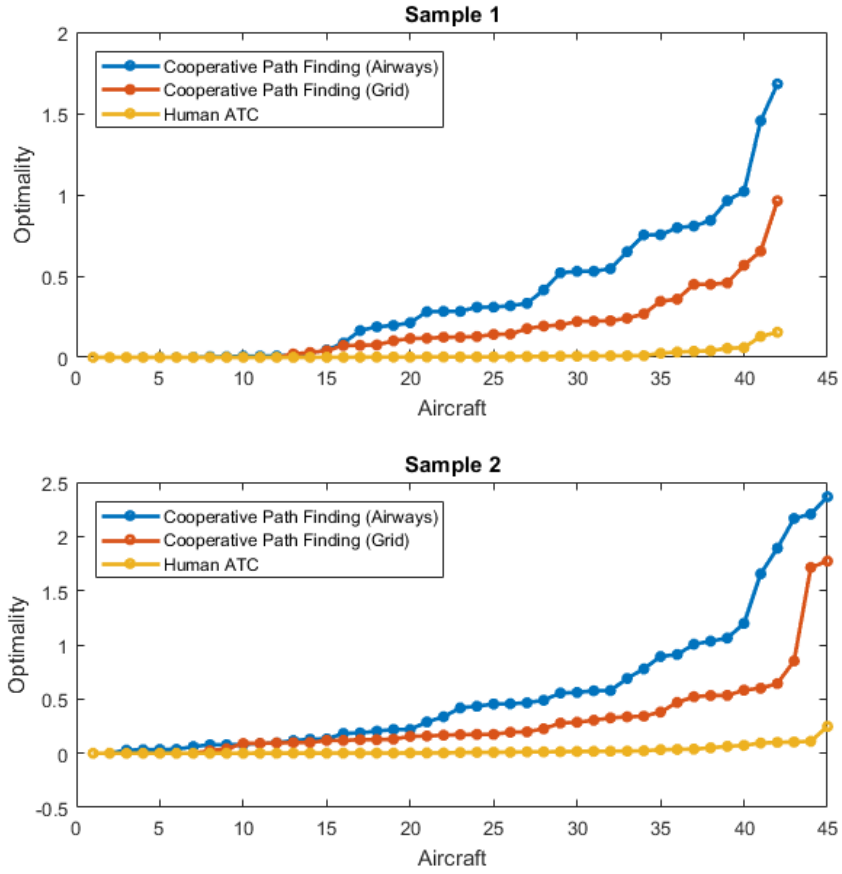 Sample 1
2
1.5
1
0.5
0
Optimality
Cooperative Path Finding (Airways)
Cooperative Path Finding (Grid)
Human ATC
0 5 10 15 20 25 30 35 40 45
Aircraft
Sample 2
2.5
2
1.5
1
0.5
0
-0.5
Optimality
Cooperative Path Finding (Airways)
Cooperative Path Finding (Grid)
Human ATC
0 5 10 15 20 25 30 35 40 45
Aircraft